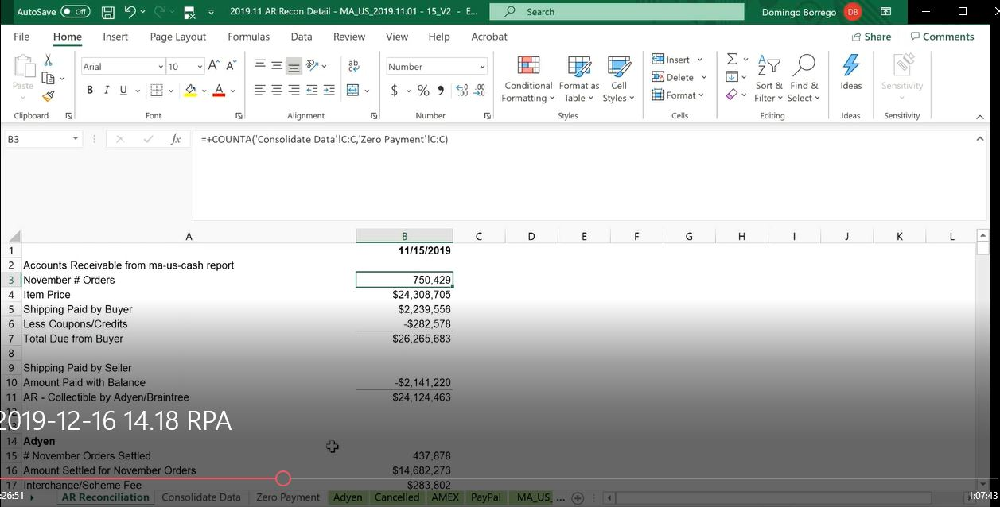 AutoSave Off 2019.11 AR Recon Detail - MA_US_2019.11.01 - 15_V2 - E... Search Domingo Borrego DB
File Home Insert Page Layout Formulas Data Review View Help Acrobat Share Comments
Paste Arial 10 A A ab Number Insert
B I U A $ % Conditional Formatting Format as Table Cell Styles Delete Sort & Filter Find & Select Ideas Sensitivity
Format
Clipboard Font Alignment Number Styles Cells Editing Ideas Sensitivity
B3 fx =+COUNTA('Consolidate Data'!C:C,'Zero Payment'!C:C)
A B C D E F G H I J K L
1 11/15/2019
2 Accounts Receivable from ma-us-cash report
3 November # Orders 750,429
4 Item Price $24,308,705
5 Shipping Paid by Buyer $2,239,556
6 Less Coupons/Credits -$282,578
7 Total Due from Buyer $26,265,683
8
9 Shipping Paid by Seller
10 Amount Paid with Balance -$2,141,220
11 AR - Collectible by Adyen/Braintree $24,124,463
2019-12-16 14.18 RPA
14 Adyen
15 # November Orders Settled 437,878
16 Amount Settled for November Orders $14,682,273
17 Interchange/Scheme Fee $283,802
:26:51 AR Reconciliation Consolidate Data Zero Payment Adyen Cancelled AMEX PayPal MA_US_ ... 1:07:43